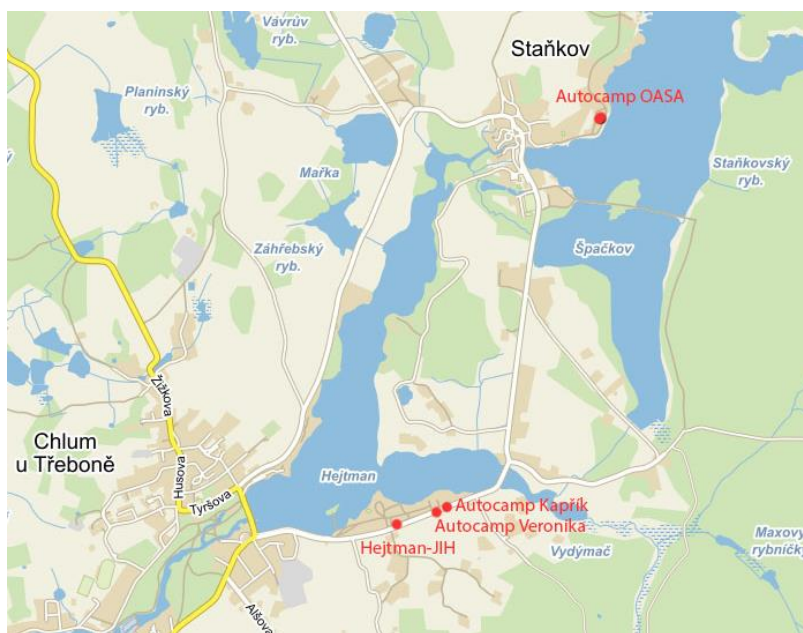 Vávrův
ryb.
Staňkov
Planinský
ryb.
Autocamp OASA
Staňkovský
ryb.
Mařka
Záhřebský
ryb.
Špačkov
Žižkova
Chlum
u Třeboně
Husova
Hejtman
Tyršova
Autocamp Kapřík
Autocamp Veronika
Hejtman-JIH
Vydýmač
Maxovy
rybníčky
Alšova